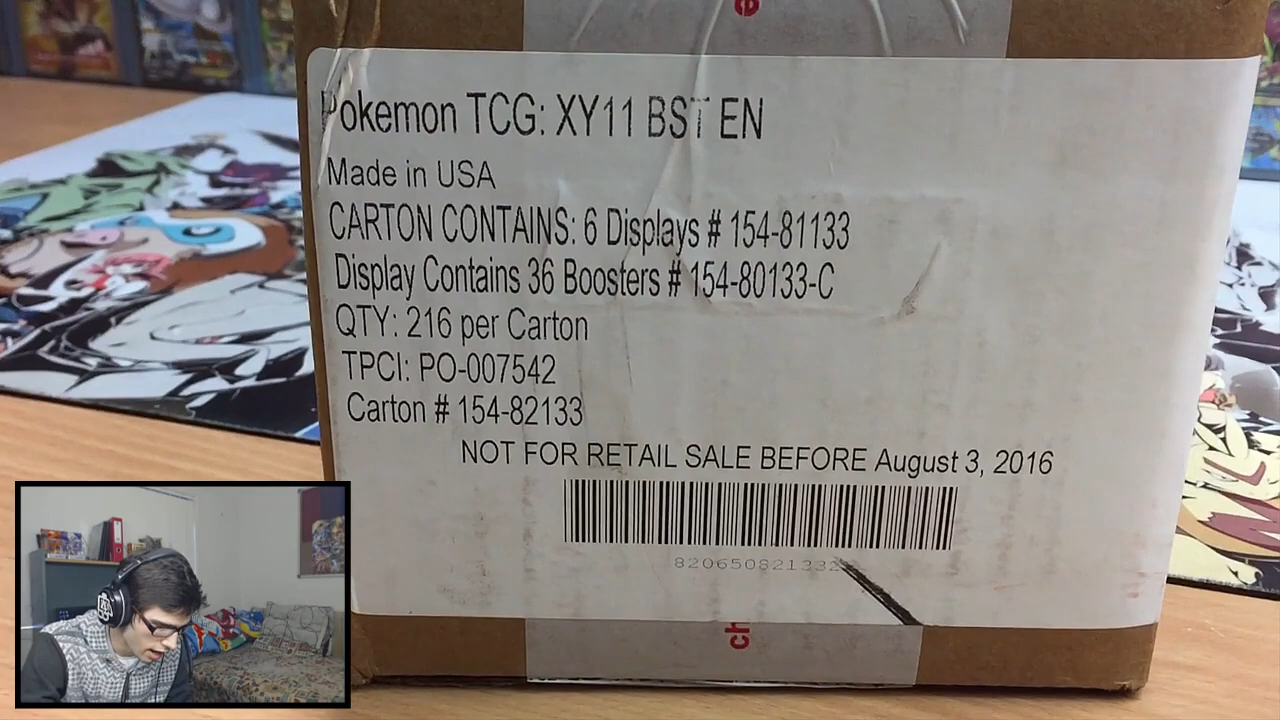 Pokemon TCG: XY11 BST EN
Made in USA
CARTON CONTAINS: 6 Displays # 154-81133
Display Contains 36 Boosters # 154-80133-C
QTY: 216 per Carton
TPCI: PO-007542
Carton # 154-82133
NOT FOR RETAIL SALE BEFORE August 3, 2016
820650821332
ch